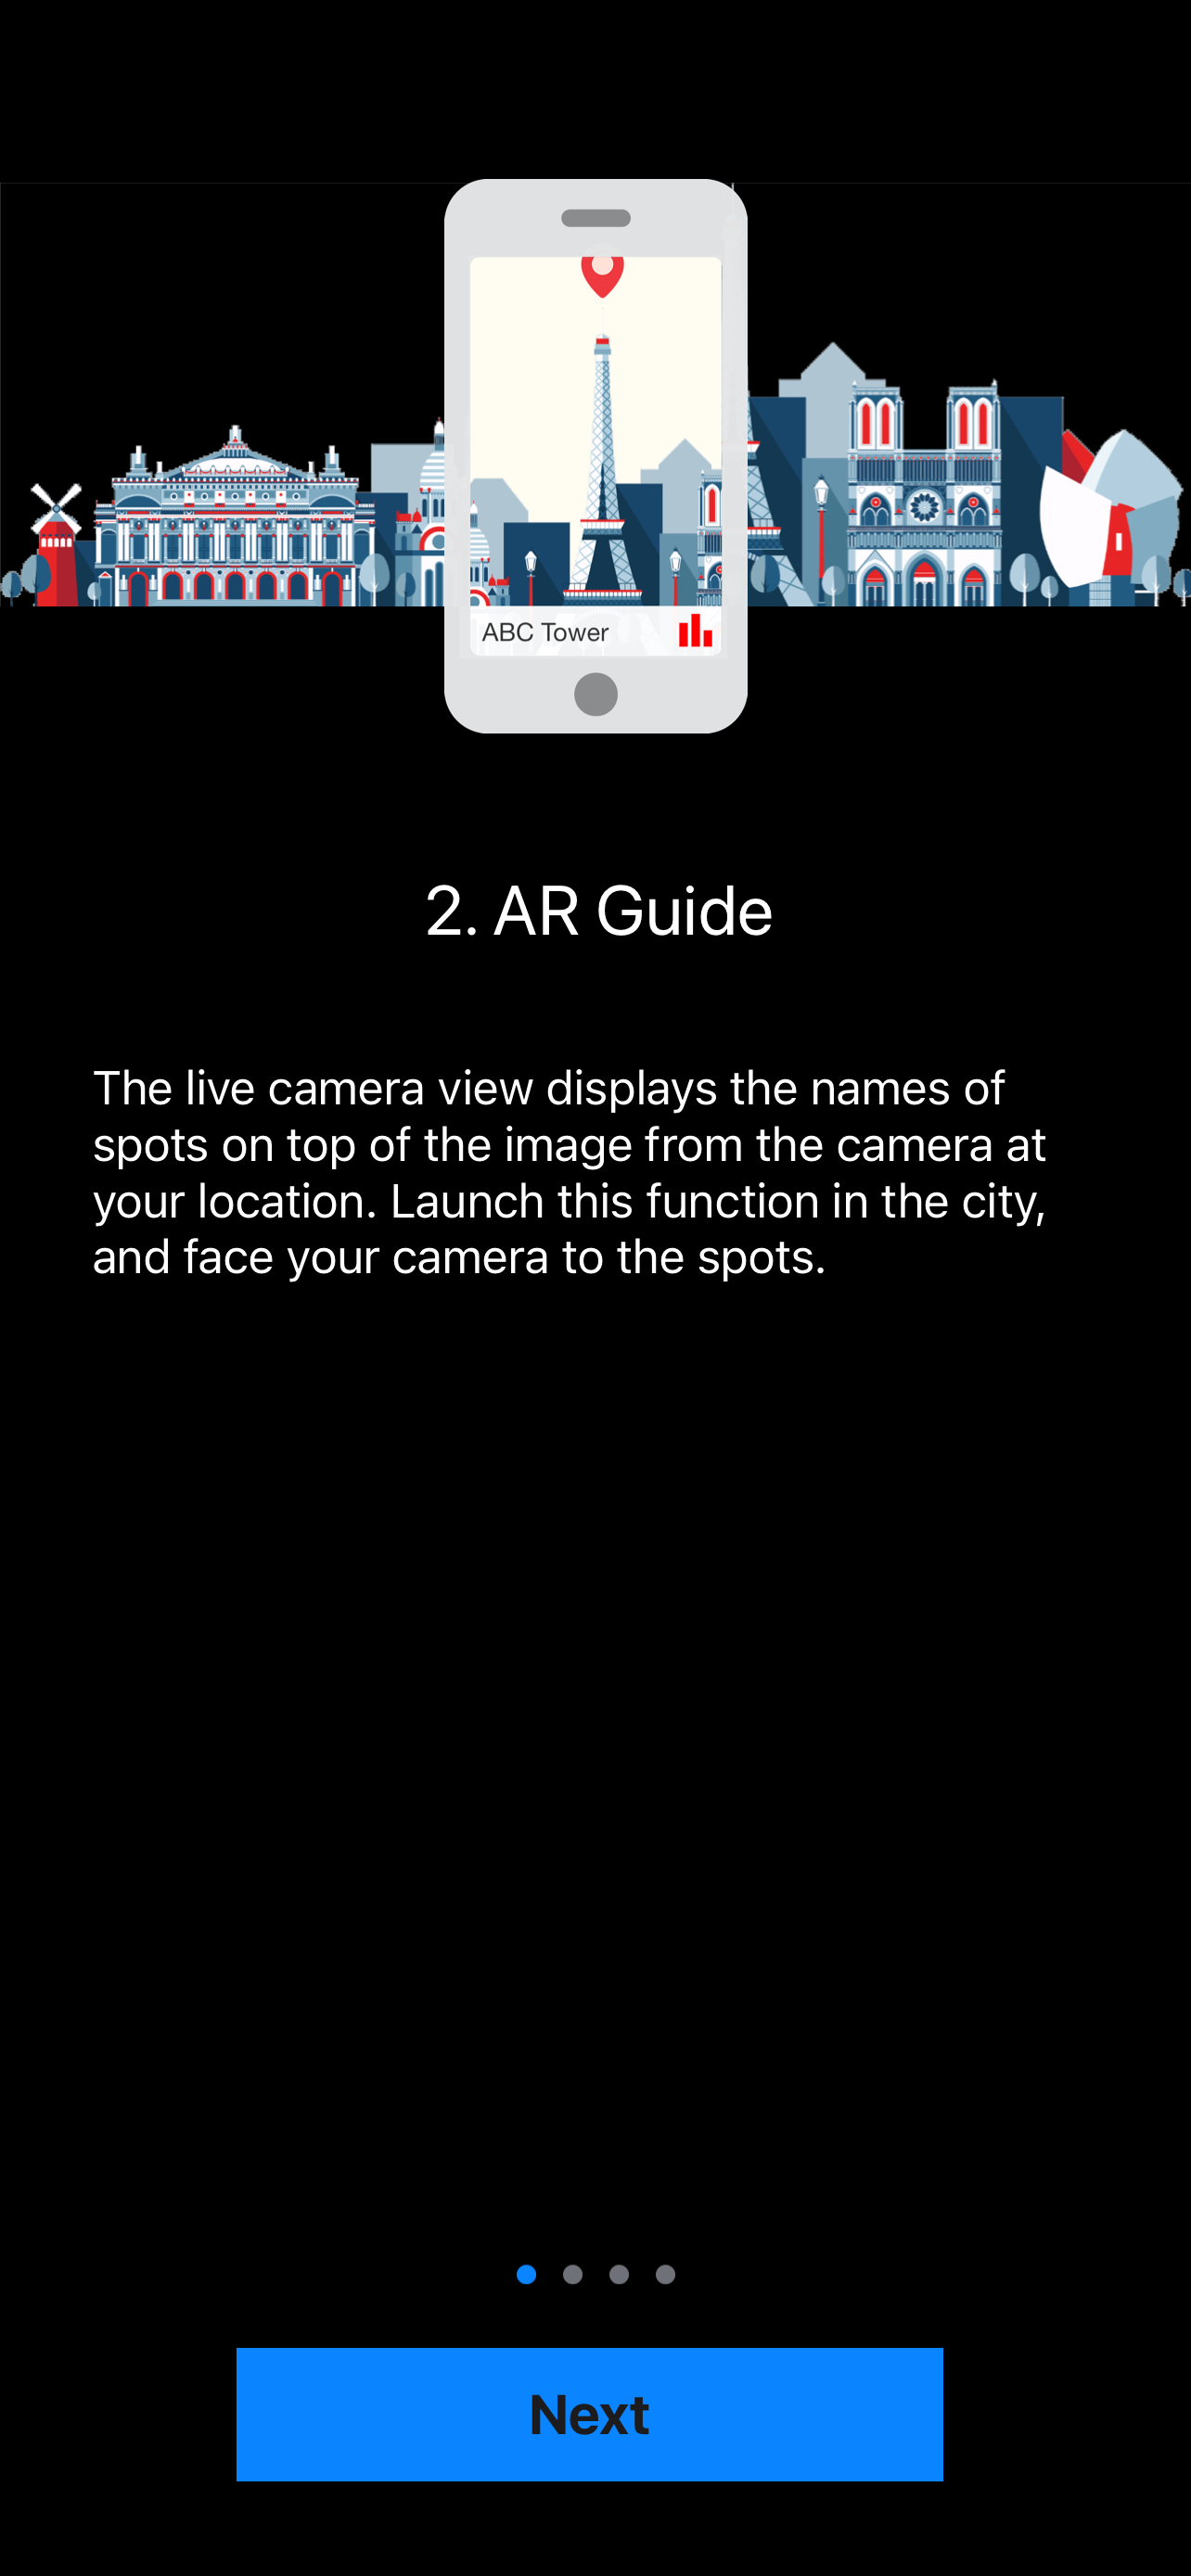 ABC Tower
2. AR Guide
The live camera view displays the names of
spots on top of the image from the camera at
your location. Launch this function in the city,
and face your camera to the spots.
Next